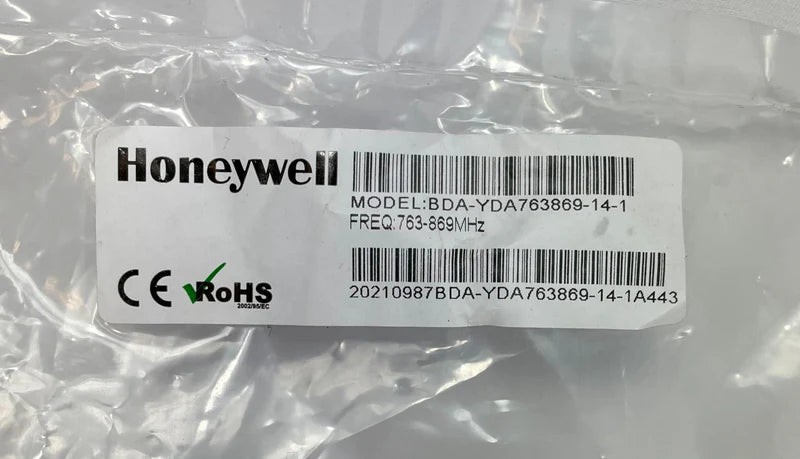 Honeywell
MODEL:BDA-YDA763869-14-1
FREQ:763-869MHz
CE RoHS
2002/95/EC
20210987BDA-YDA763869-14-1A443